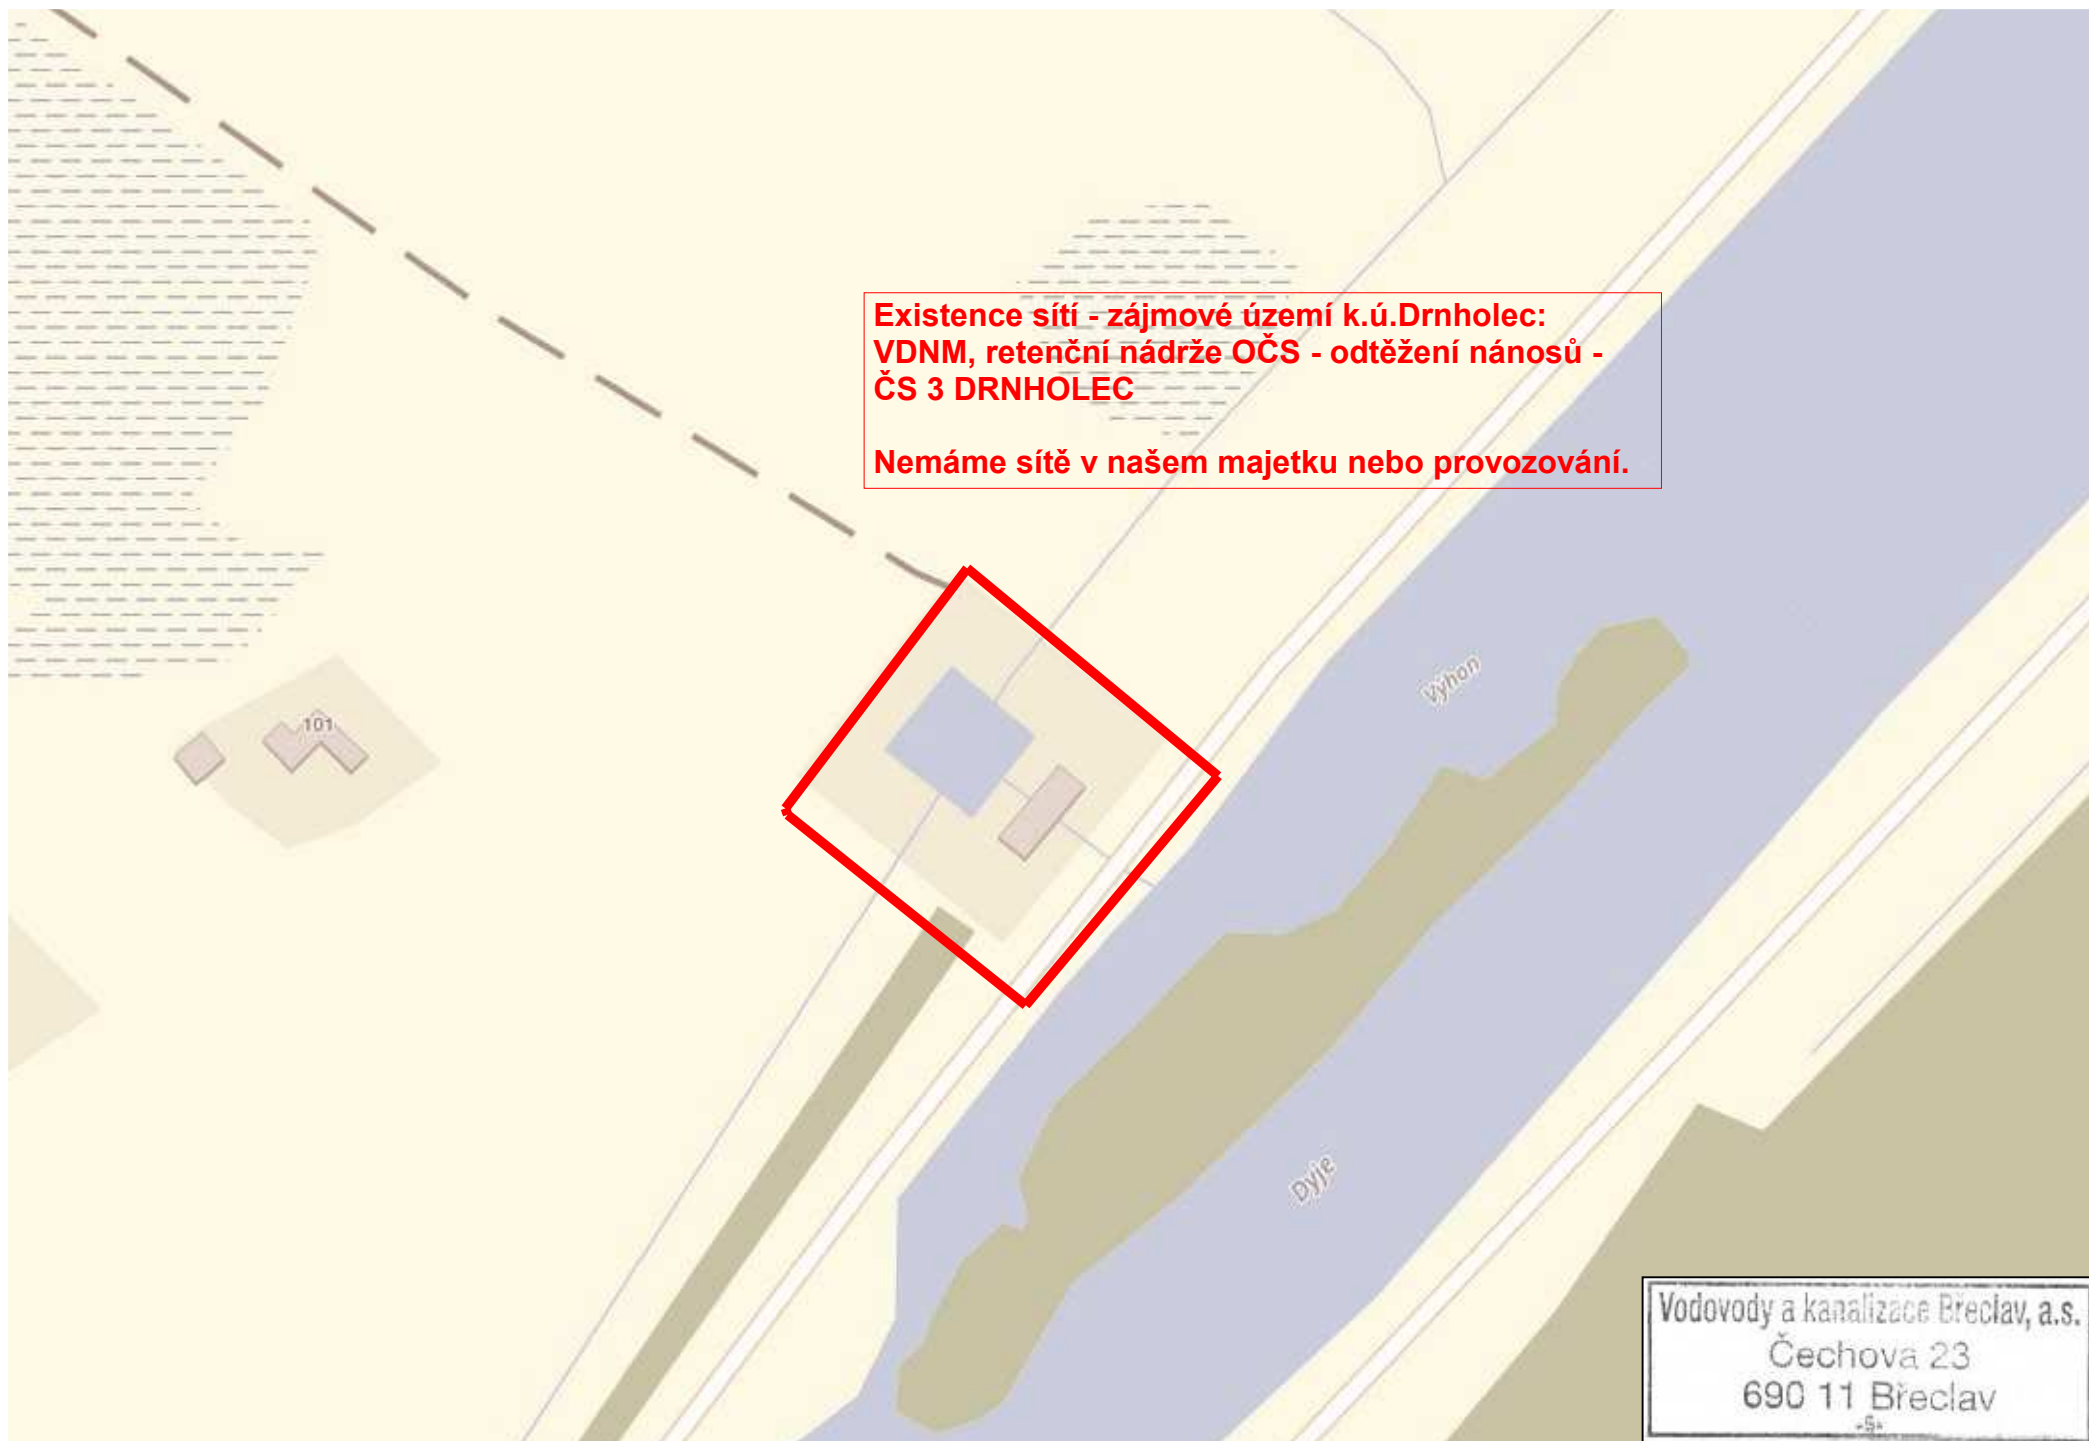 Existence sítí - zájmové území k.ú.Drnholec:
VDNM, retenční nádrže OČS - odtěžení nánosů -
ČS 3 DRNHOLEC
Nemáme sítě v našem majetku nebo provozování.
Výhon
101
Dyje
Vodovody a kanalizace Břeclav, a.s.
Čechova 23
690 11 Břeclav
-5-